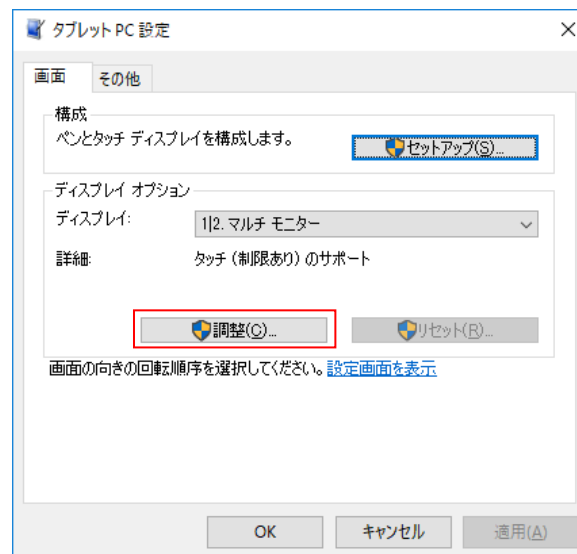 タブレット PC 設定
画面 その他
構成
ペンとタッチ ディスプレイを構成します。 セットアップ(S)...
ディスプレイ オプション
ディスプレイ: 1|2. マルチ モニター
詳細: タッチ (制限あり) のサポート
調整(C)... リセット(R)...
画面の向きの回転順序を選択してください。設定画面を表示
OK キャンセル 適用(A)